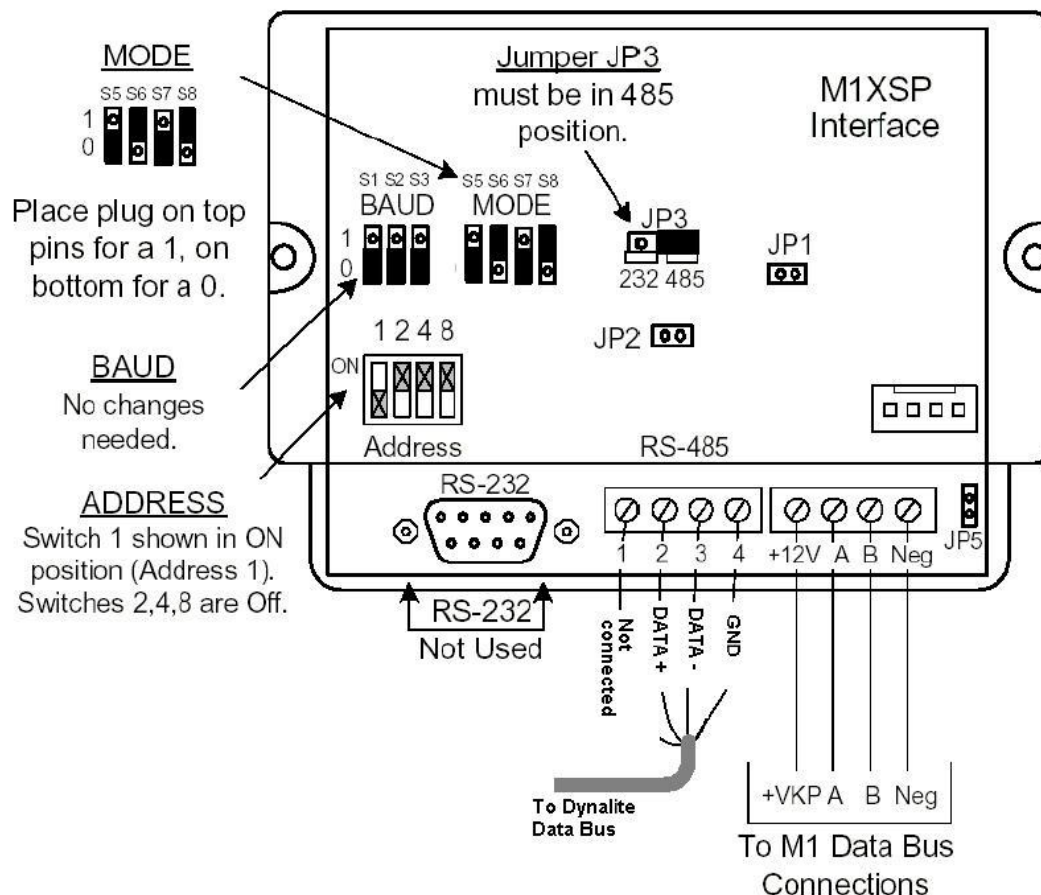 MODE
S5 S6 S7 S8
1
0
Place plug on top
pins for a 1, on
bottom for a 0.
BAUD
No changes
needed.
ADDRESS
Switch 1 shown in ON
position (Address 1).
Switches 2,4,8 are Off.
Jumper JP3
must be in 485
position.
M1XSP
Interface
S1 S2 S3
BAUD
1
0
S5 S6 S7 S8
MODE
JP3
232 485
JP1
JP2
1 2 4 8
ON
Address
RS-485
RS-232
1 2 3 4
+12V A B Neg
JP5
RS-232
Not Used
Not
connected
DATA +
DATA -
GND
To Dynalite
Data Bus
+VKP A B Neg
To M1 Data Bus
Connections